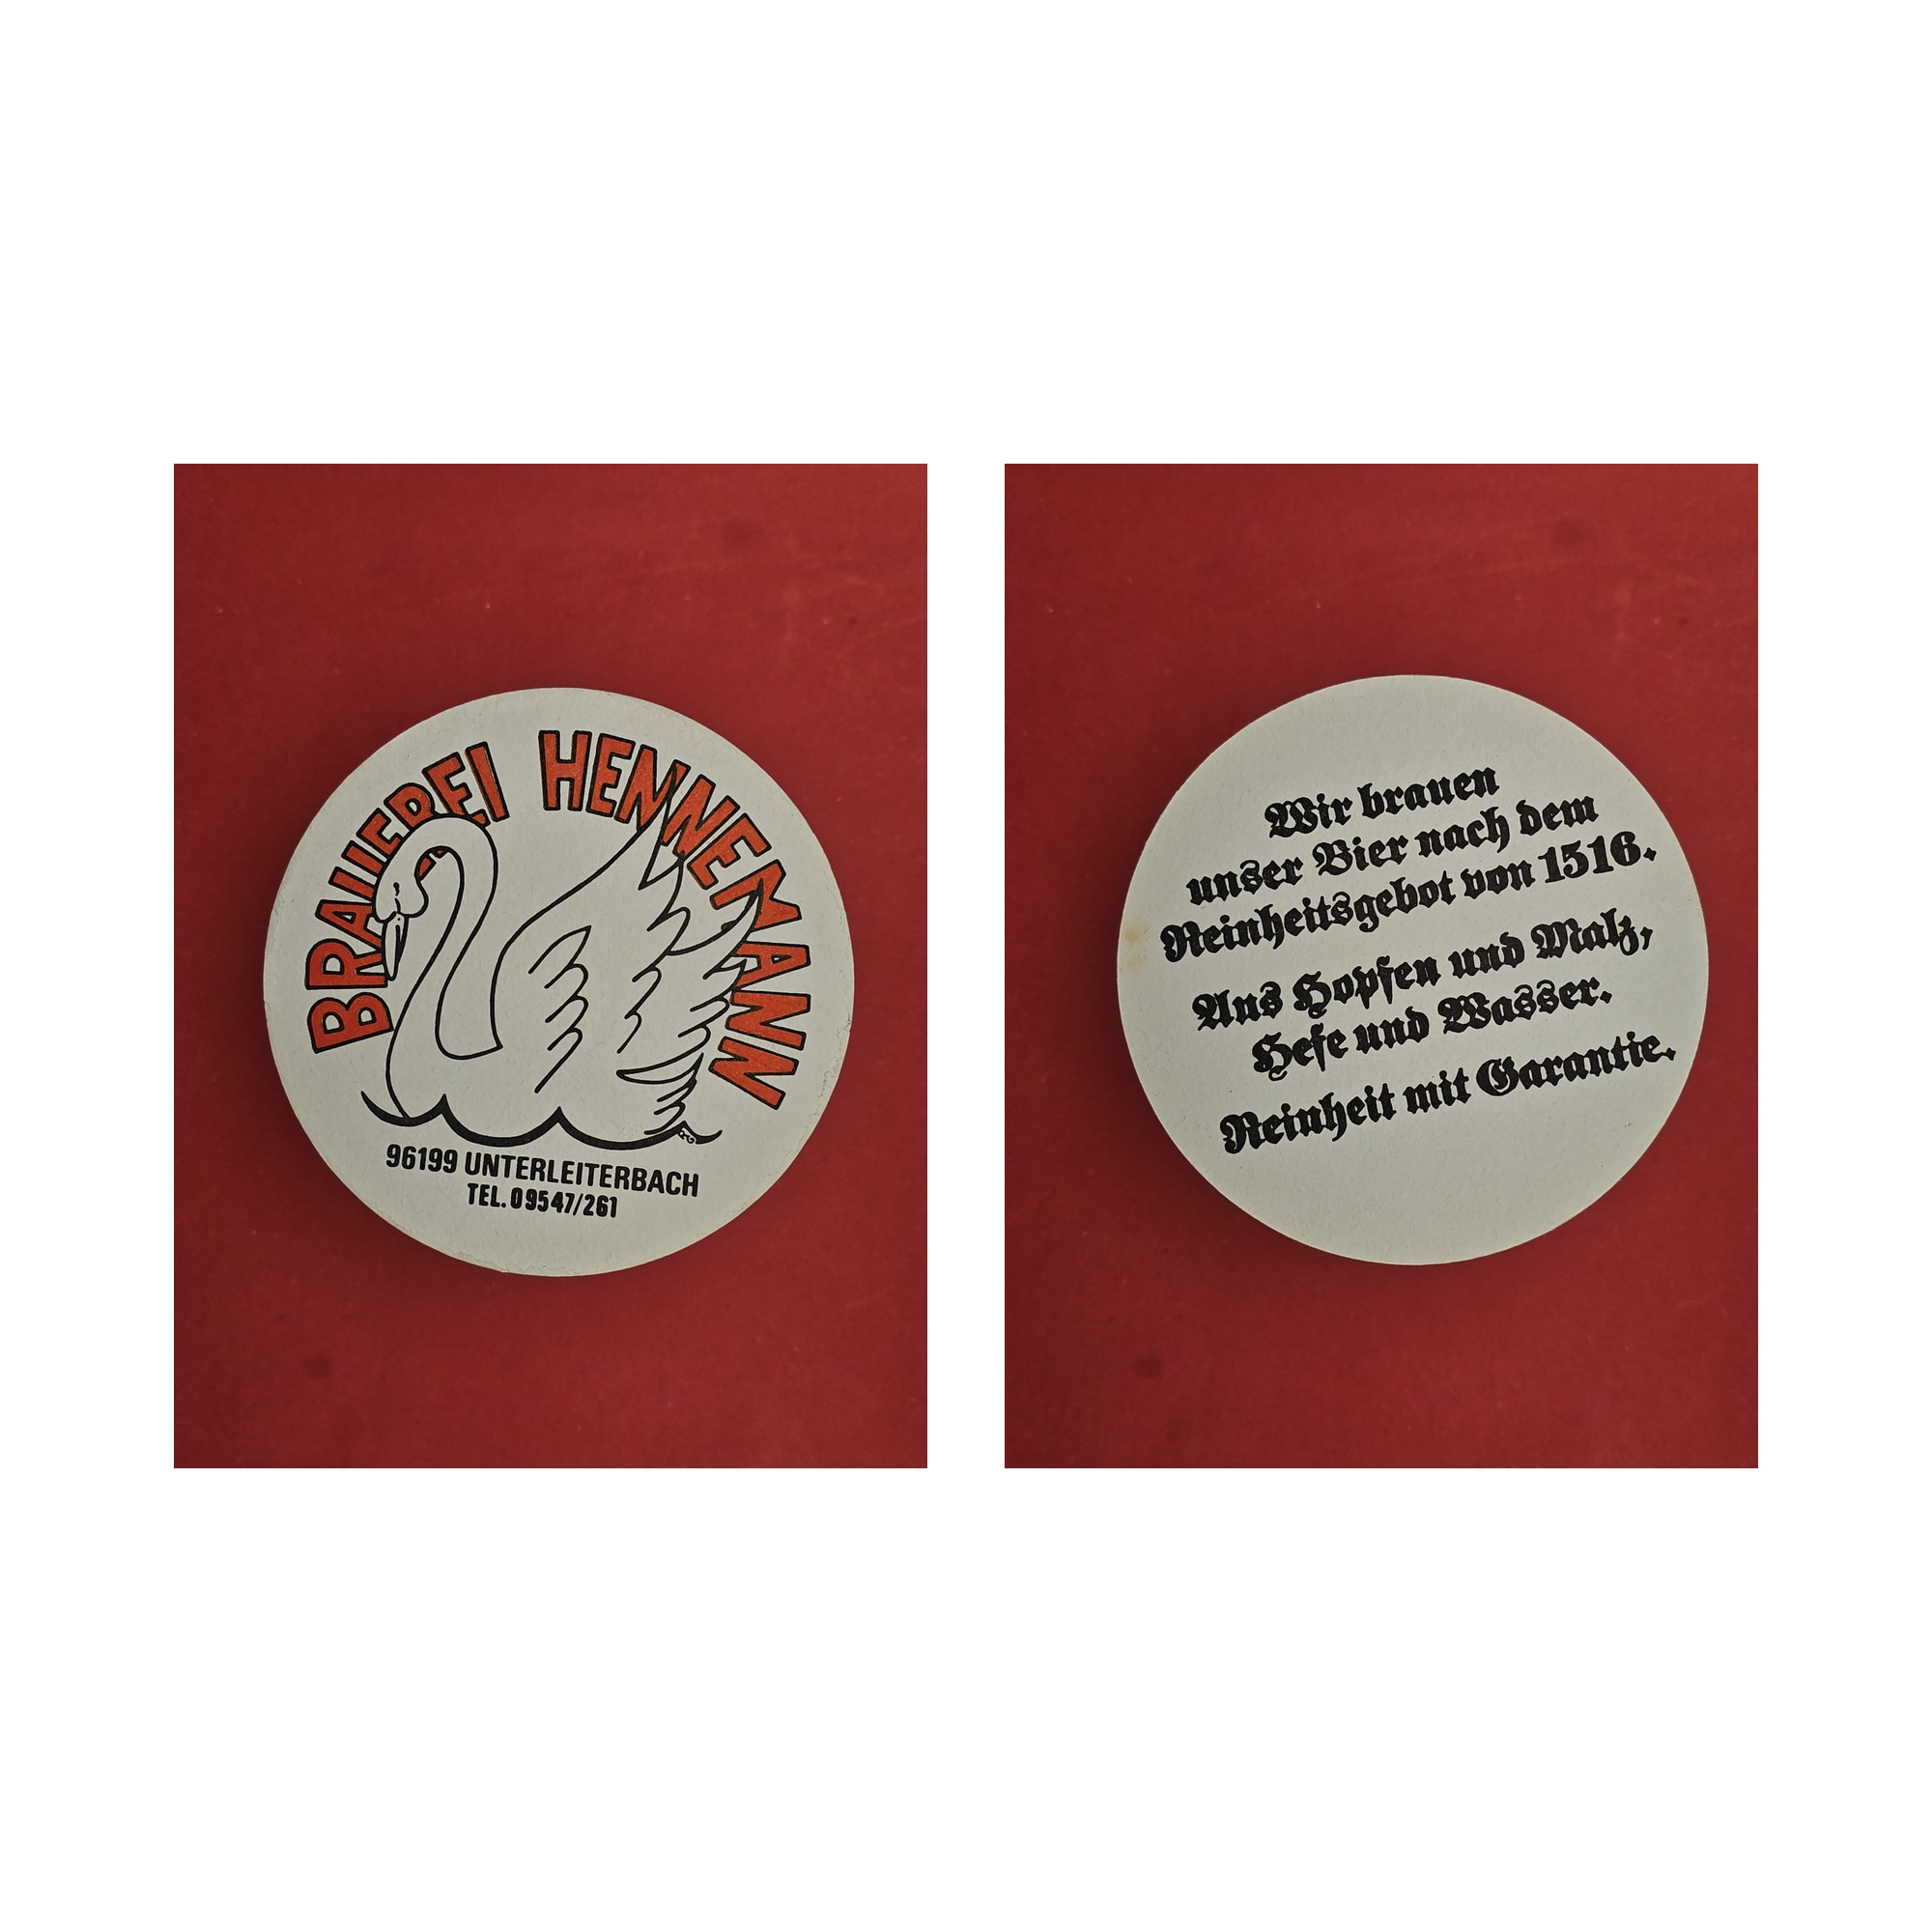 BRAUEREI HENNEMANN
96199 UNTERLEITERBACH
TEL. 09547/261
Wir brauen
unser Bier nach dem
Reinheitsgebot von 1516.
Aus Hopfen und Malz,
Hefe und Wasser.
Reinheit mit Garantie.